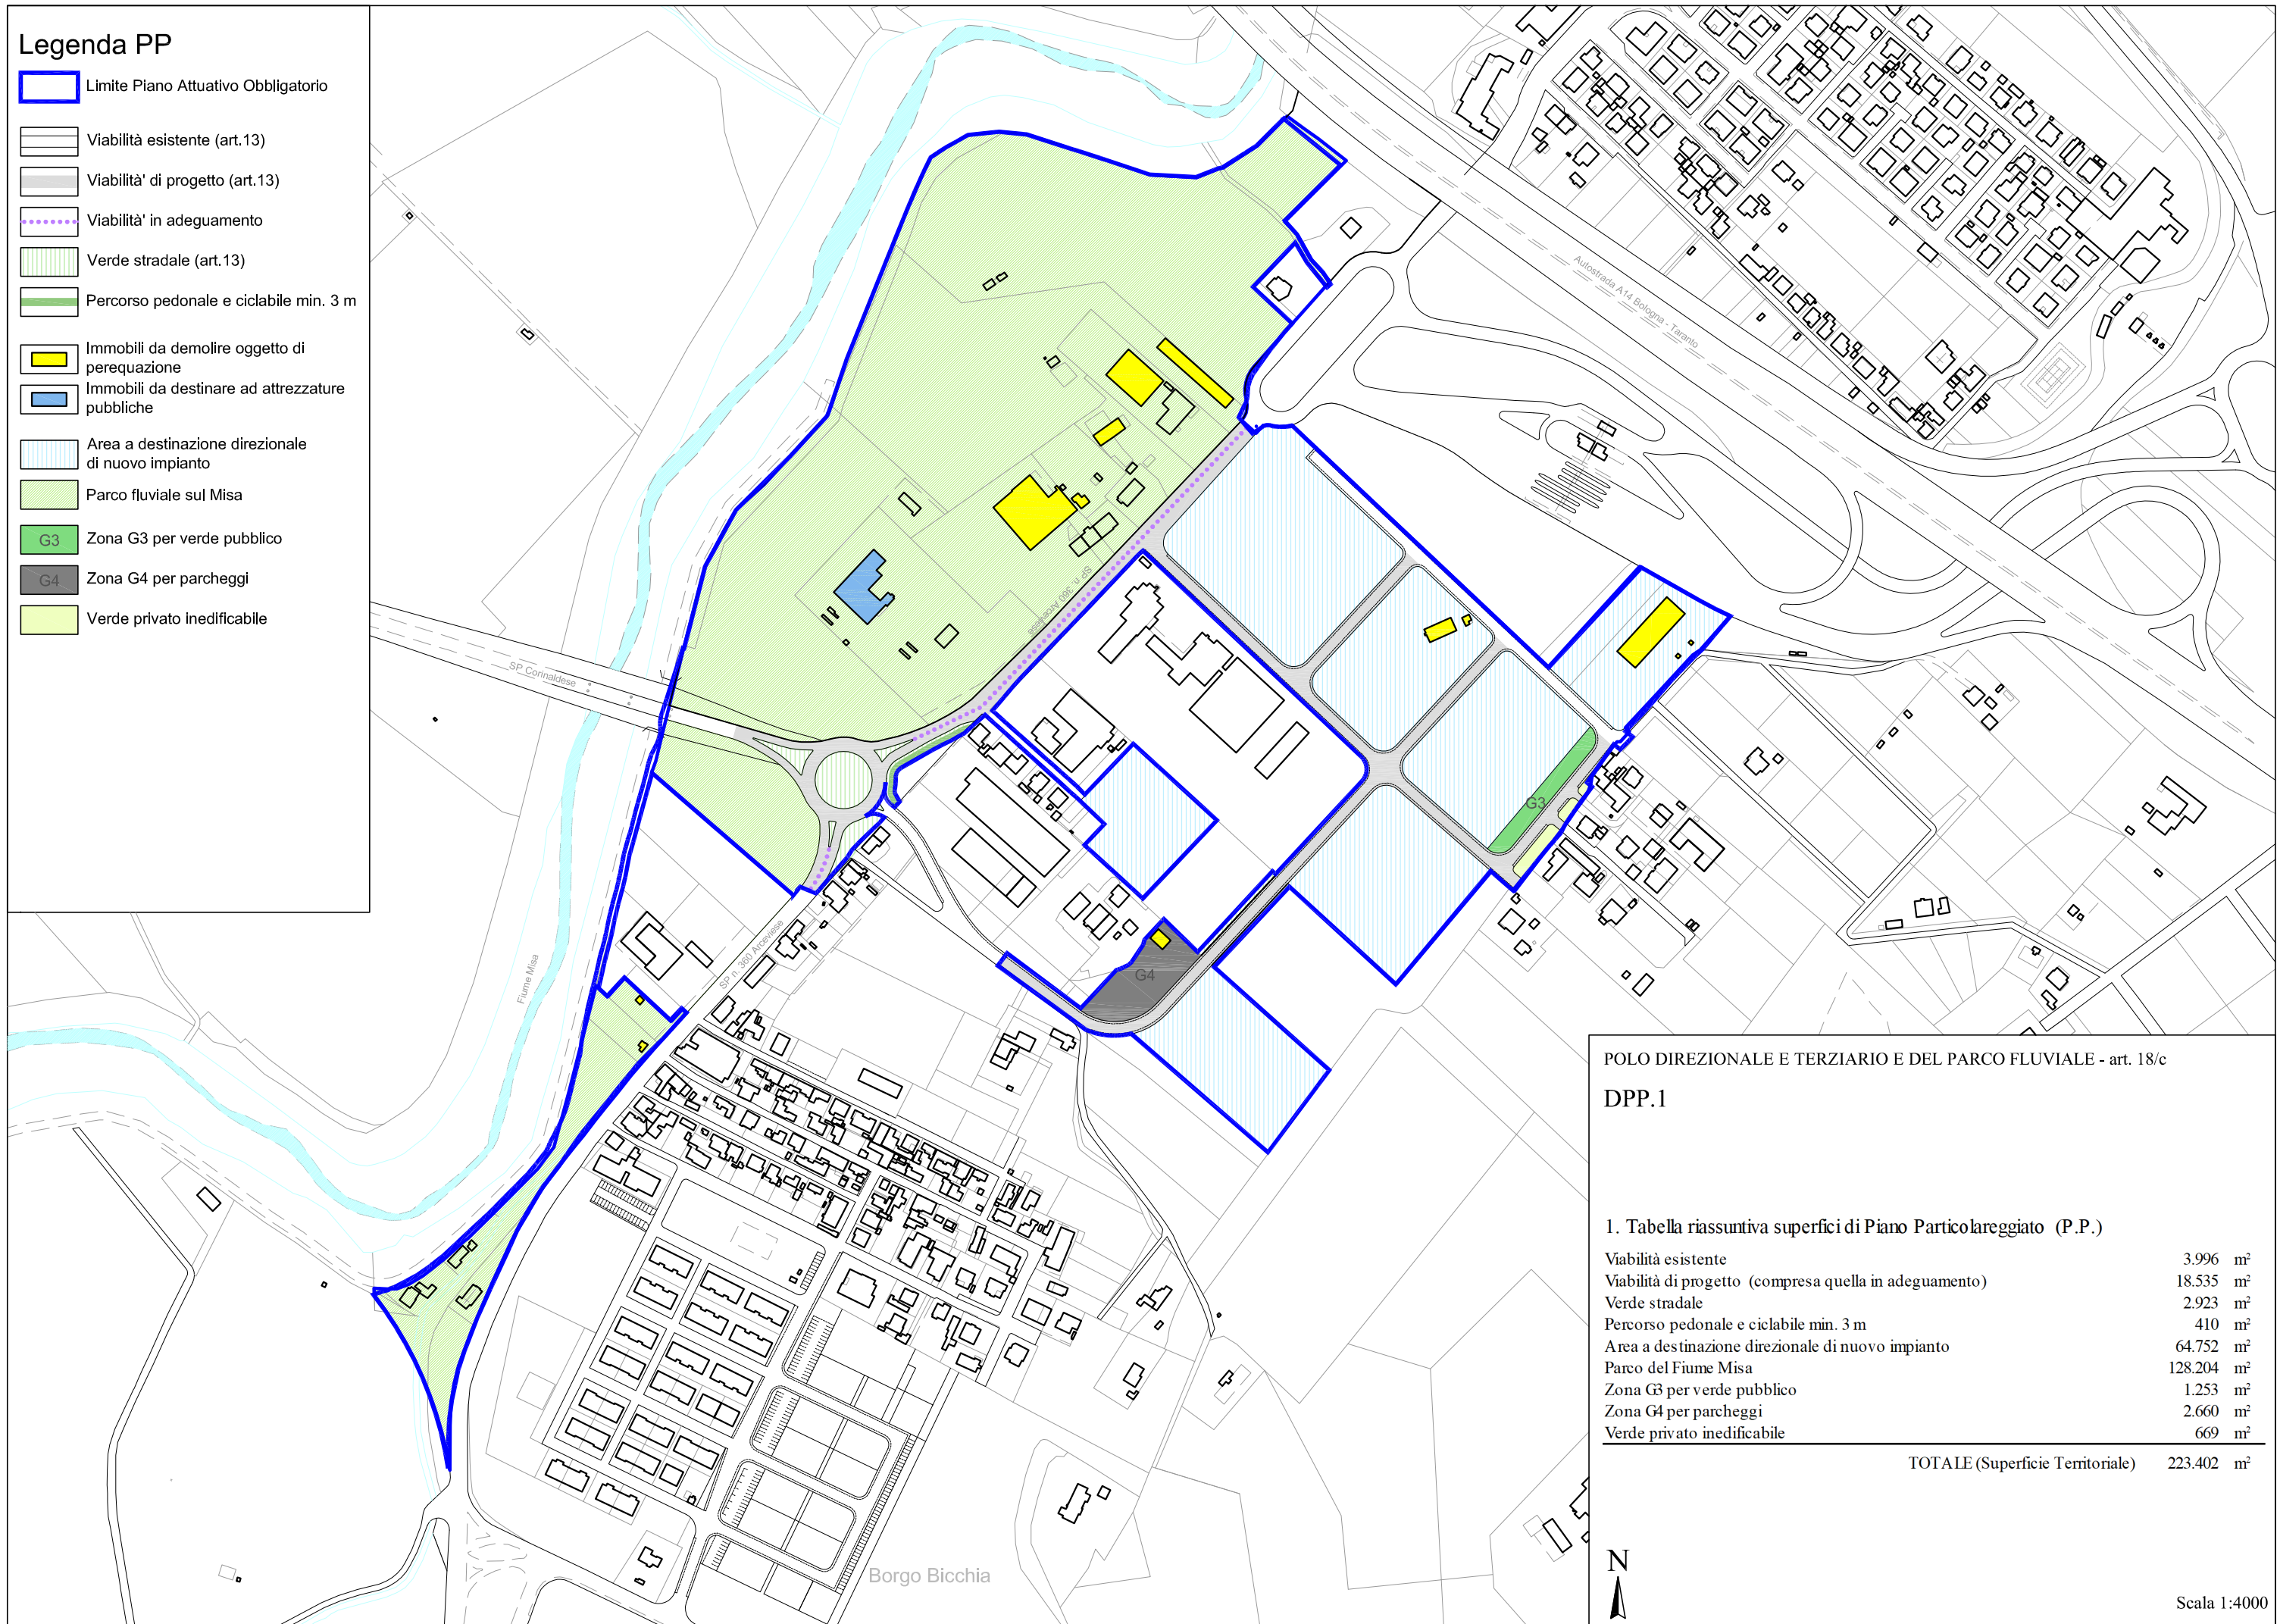 Legenda PP
Limite Piano Attuativo Obbligatorio
Viabilità esistente (art.13)
Viabilità' di progetto (art.13)
Viabilità' in adeguamento
Verde stradale (art.13)
Percorso pedonale e ciclabile min. 3 m
Immobili da demolire oggetto di
perequazione
Immobili da destinare ad attrezzature
pubbliche
Area a destinazione direzionale
di nuovo impianto
Parco fluviale sul Misa
G3 Zona G3 per verde pubblico
G4 Zona G4 per parcheggi
Verde privato inedificabile
Autostrada A14 Bologna - Taranto
SP n. 360 Arceviese
SP Corinaldese
G3
G4
SP n. 360 Arceviese
Fiume Misa
Borgo Bicchia
POLO DIREZIONALE E TERZIARIO E DEL PARCO FLUVIALE - art. 18/c
DPP.1
1. Tabella riassuntiva superfici di Piano Particolareggiato (P.P.)
Viabilità esistente 3.996 m²
Viabilità di progetto (compresa quella in adeguamento) 18.535 m²
Verde stradale 2.923 m²
Percorso pedonale e ciclabile min. 3 m 410 m²
Area a destinazione direzionale di nuovo impianto 64.752 m²
Parco del Fiume Misa 128.204 m²
Zona G3 per verde pubblico 1.253 m²
Zona G4 per parcheggi 2.660 m²
Verde privato inedificabile 669 m²
TOTALE (Superficie Territoriale) 223.402 m²
N
Scala 1:4000